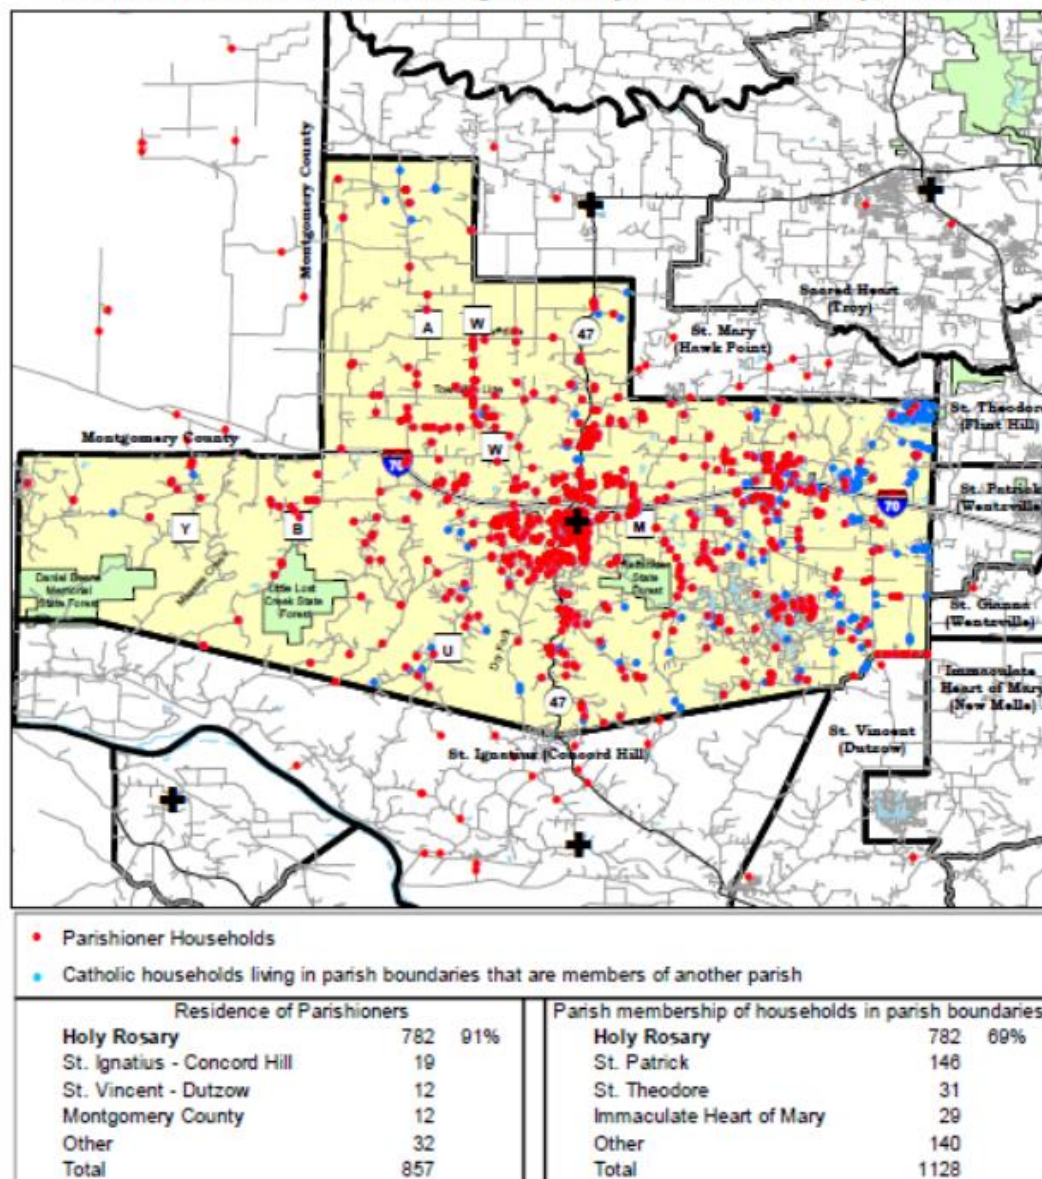 Montgomery County
Sacred Heart
(Troy)
A
W
47
St. Mary
(Hawk Point)
St. Theodore
(Flint Hill)
Montgomery County
W
70
St. Patrick
(Wentzville)
70
Y
B
M
Daniel Boone
Memorial
State Forest
Little Lost
Creek State
Forest
State
Forest
St. Gianna
(Wentzville)
U
Dry Fork
Immaculate
Heart of Mary
(New Melle)
47
St. Vincent
(Dutzow)
St. Ignatius (Concord Hill)
Parishioner Households
Catholic households living in parish boundaries that are members of another parish
Residence of Parishioners
Holy Rosary 782 91%
St. Ignatius - Concord Hill 19
St. Vincent - Dutzow 12
Montgomery County 12
Other 32
Total 857
Parish membership of households in parish boundaries
Holy Rosary 782 69%
St. Patrick 146
St. Theodore 31
Immaculate Heart of Mary 29
Other 140
Total 1128